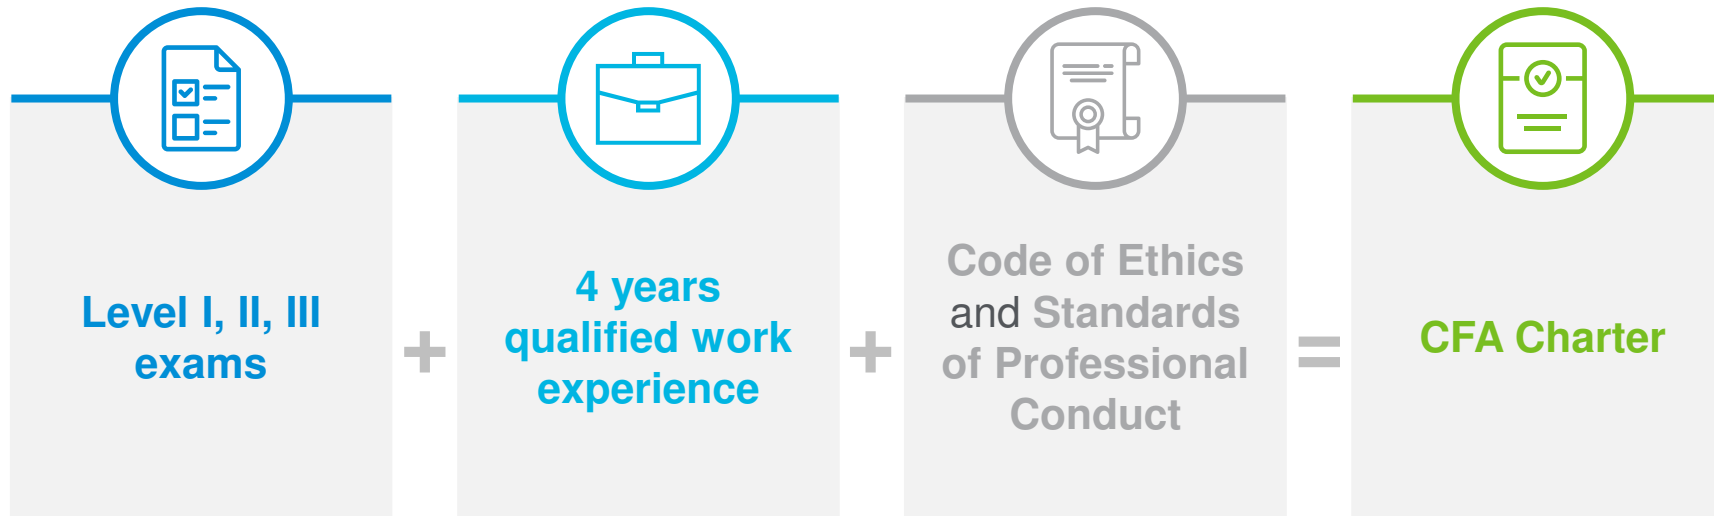 Level I, II, III
exams
+
4 years
qualified work
experience
+
Code of Ethics
and Standards
of Professional
Conduct
=
CFA Charter